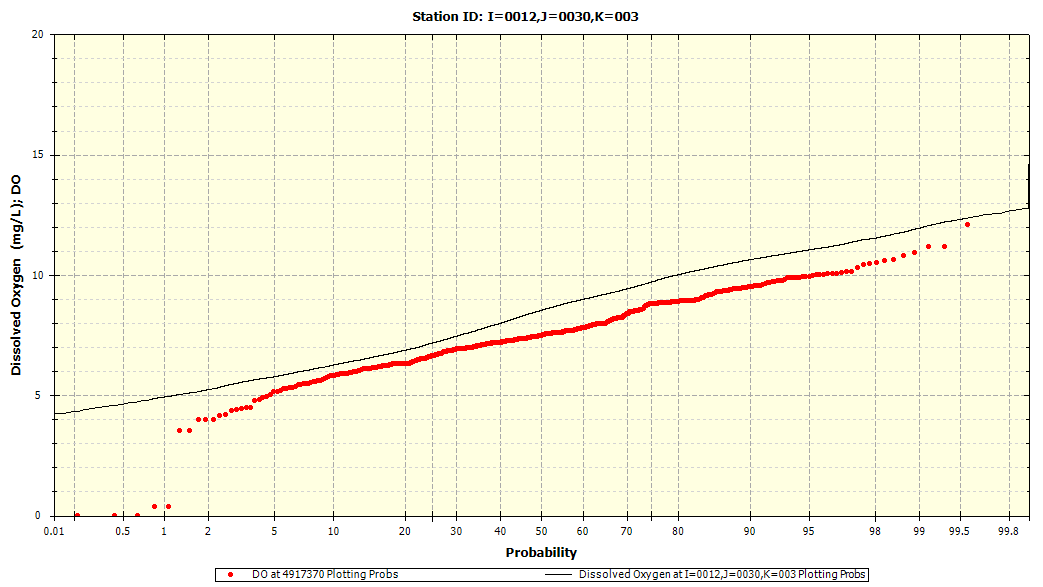 Station ID: I=0012,J=0030,K=003
20
15
10
5
0
Dissolved Oxygen (mg/L); DO
0.01 0.5 1 2 5 10 20 30 40 50 60 70 80 90 95 98 99 99.5 99.8
Probability
DO at 4917370 Plotting Probs Dissolved Oxygen at I=0012,J=0030,K=003 Plotting Probs